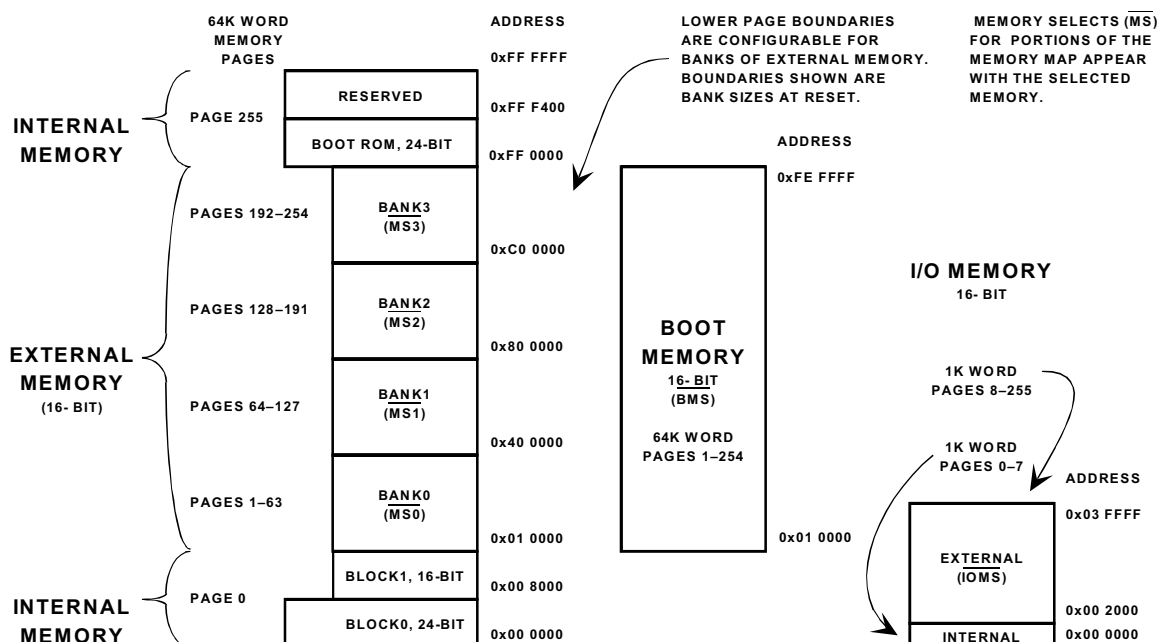 64K WORD
MEMORY
PAGES
ADDRESS
0xFF FFFF
RESERVED
PAGE 255
0xFF F400
INTERNAL
MEMORY
BOOT ROM, 24-BIT
0xFF 0000
PAGES 192–254
BANK3
(MS3)
0xC0 0000
PAGES 128–191
BANK2
(MS2)
0x80 0000
EXTERNAL
MEMORY
(16- BIT)
PAGES 64–127
BANK1
(MS1)
0x40 0000
PAGES 1–63
BANK0
(MS0)
0x01 0000
BLOCK1, 16-BIT
0x00 8000
PAGE 0
INTERNAL
MEMORY
BLOCK0, 24-BIT
0x00 0000
LOWER PAGE BOUNDARIES
ARE CONFIGURABLE FOR
BANKS OF EXTERNAL MEMORY.
BOUNDARIES SHOWN ARE
BANK SIZES AT RESET.
MEMORY SELECTS (MS)
FOR PORTIONS OF THE
MEMORY MAP APPEAR
WITH THE SELECTED
MEMORY.
ADDRESS
0xFE FFFF
BOOT
MEMORY
16- BIT
(BMS)
64K WORD
PAGES 1–254
0x01 0000
I/O MEMORY
16- BIT
1K WORD
PAGES 8–255
1K WORD
PAGES 0–7
ADDRESS
0x03 FFFF
EXTERNAL
(IOMS)
0x00 2000
INTERNAL
0x00 0000